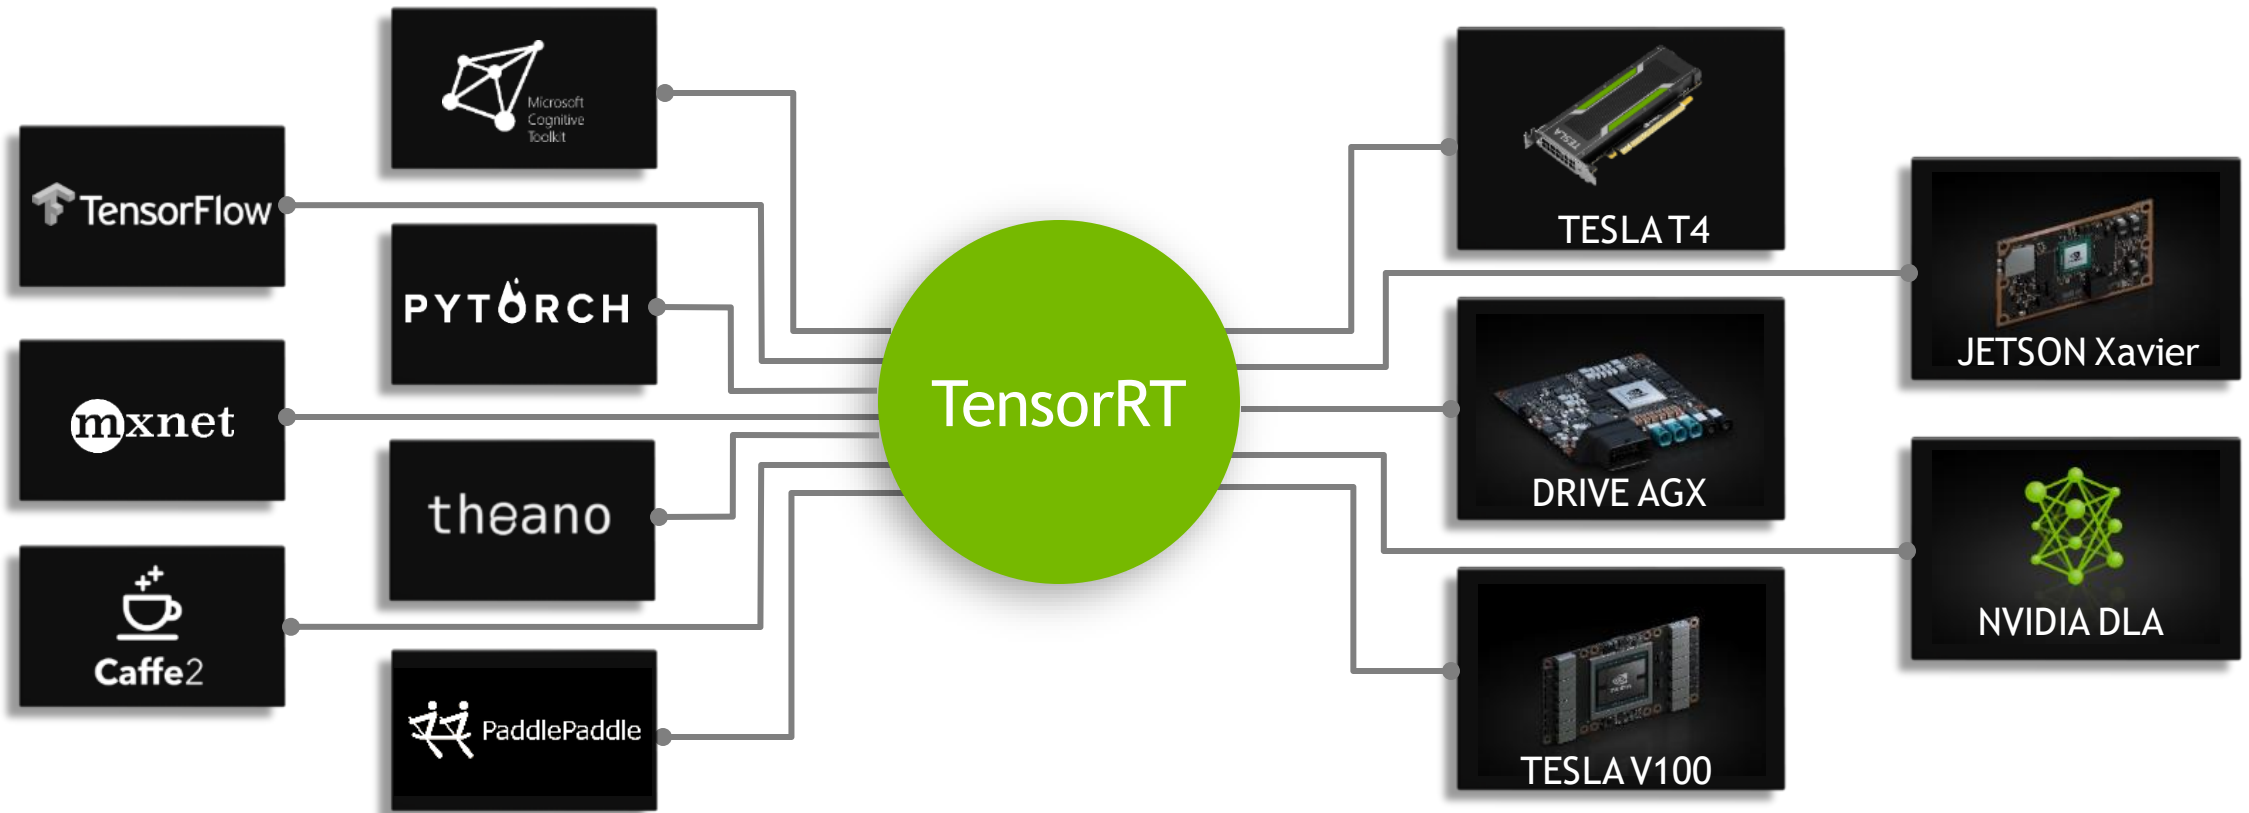 Microsoft
Cognitive
Toolkit
TensorFlow
PYTORCH
mxnet
theano
Caffe2
PaddlePaddle
TensorRT
TESLA
TESLA T4
JETSON Xavier
DRIVE AGX
NVIDIA DLA
TESLA V100